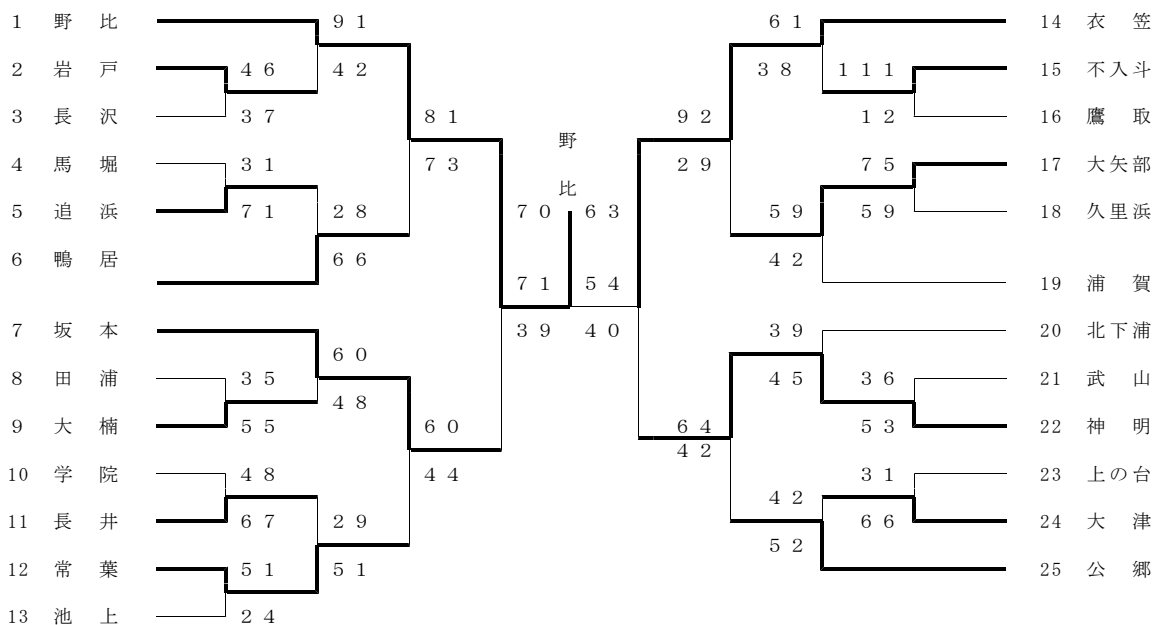 1 野 比 9 1 6 1 14 衣 笠
2 岩 戸 4 6 4 2 3 8 1 1 1 15 不入斗
3 長 沢 3 7 8 1 9 2 1 2 16 鷹 取
野
4 馬 堀 3 1 7 3 2 9 7 5 17 大矢部
比
5 追 浜 7 1 2 8 7 0 6 3 5 9 5 9 18 久里浜
6 鴨 居 6 6 4 2
7 1 5 4 19 浦 賀
7 坂 本 3 9 4 0 3 9 20 北下浦
6 0
8 田 浦 3 5 4 5 3 6 21 武 山
4 8
9 大 楠 5 5 6 0 6 4 5 3 22 神 明
4 2
10 学 院 4 8 4 4 3 1 23 上の台
4 2
11 長 井 6 7 2 9 6 6 24 大 津
5 2
12 常 葉 5 1 5 1 25 公 郷
13 池 上 2 4